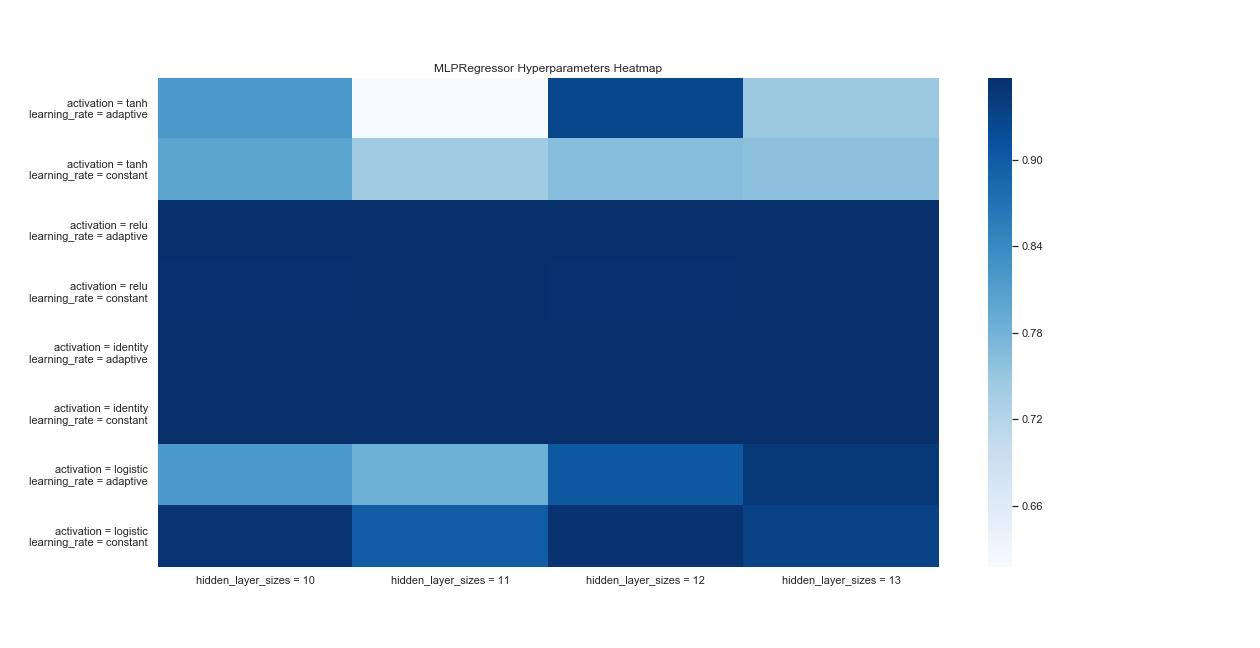 MLPRegressor Hyperparameters Heatmap
activation = tanh
learning_rate = adaptive
activation = tanh
learning_rate = constant
activation = relu
learning_rate = adaptive
activation = relu
learning_rate = constant
activation = identity
learning_rate = adaptive
activation = identity
learning_rate = constant
activation = logistic
learning_rate = adaptive
activation = logistic
learning_rate = constant
hidden_layer_sizes = 10
hidden_layer_sizes = 11
hidden_layer_sizes = 12
hidden_layer_sizes = 13
0.90
0.84
0.78
0.72
0.66